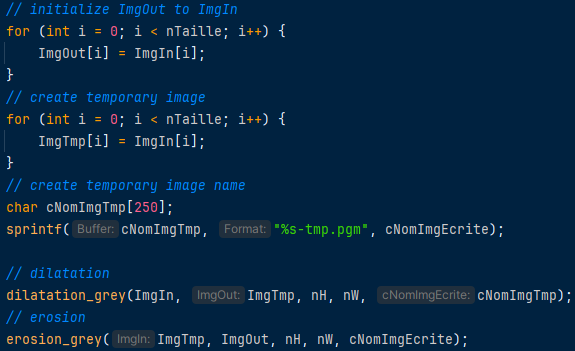 // initialize ImgOut to ImgIn
for (int i = 0; i < nTaille; i++) {
ImgOut[i] = ImgIn[i];
}
// create temporary image
for (int i = 0; i < nTaille; i++) {
ImgTmp[i] = ImgIn[i];
}
// create temporary image name
char cNomImgTmp[250];
sprintf( Buffer: cNomImgTmp, Format: "%s-tmp.pgm", cNomImgEcrite);
// dilatation
dilatation_grey(ImgIn, ImgOut: ImgTmp, nH, nW, cNomImgEcrite: cNomImgTmp);
// erosion
erosion_grey( ImgIn: ImgTmp, ImgOut, nH, nW, cNomImgEcrite);